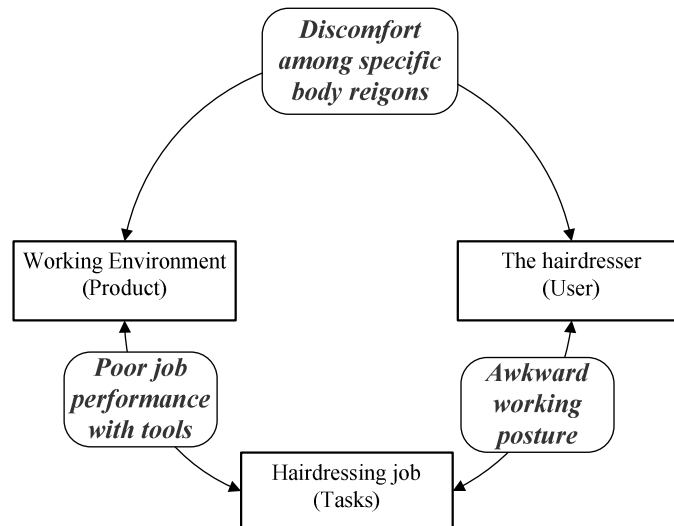 Discomfort
among specific
body reigons
Working Environment
(Product)
The hairdresser
(User)
Poor job
performance
with tools
Awkward
working
posture
Hairdressing job
(Tasks)